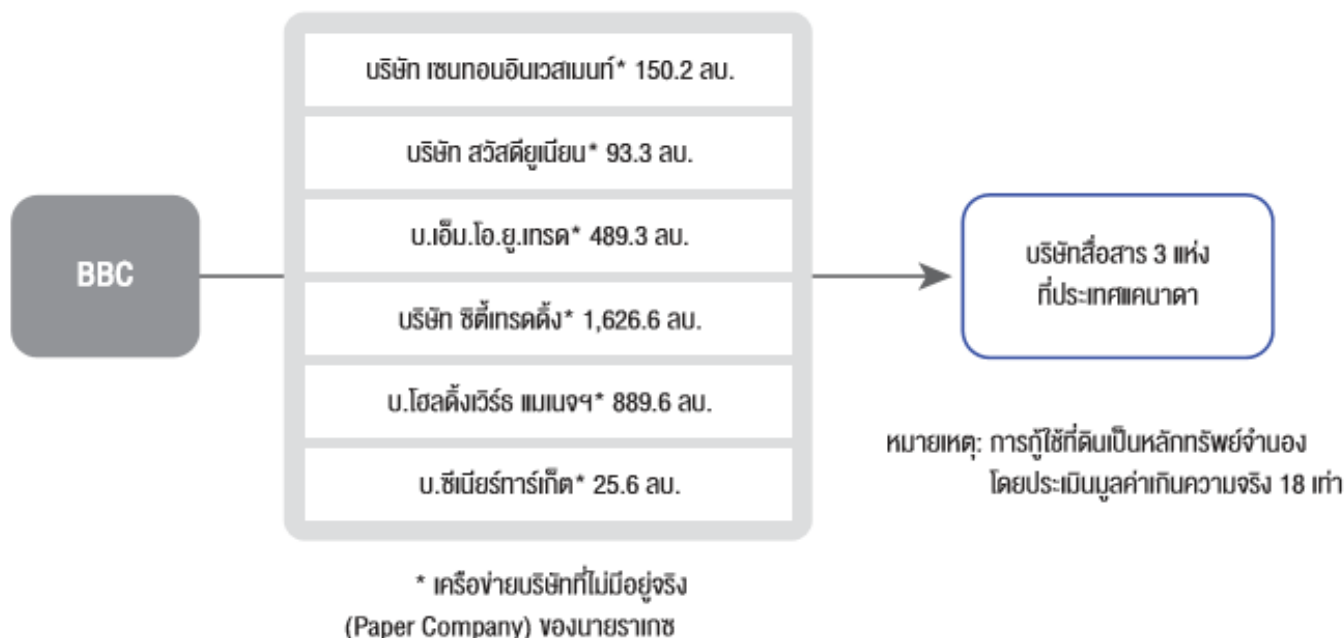 BBC
บริษัท เซนทอนอินเวสเมนท์* 150.2 ลบ.
บริษัท สวัสดียูเนียน* 93.3 ลบ.
บ.เอ็ม.โอ.ยู.เทรด* 489.3 ลบ.
บริษัท ซิตี้เทรดดิ้ง* 1,626.6 ลบ.
บ.โฮลดิ้งเวิร์ธ แมเนจฯ* 889.6 ลบ.
บ.ซีเนียร์ทาร์เก็ต* 25.6 ลบ.
บริษัทสื่อสาร 3 แห่ง
ที่ประเทศแคนาดา
หมายเหตุ: การกู้ใช้ที่ดินเป็นหลักทรัพย์จำนอง
โดยประเมินมูลค่าเกินความจริง 18 เท่า
* เครือข่ายบริษัทที่ไม่มีอยู่จริง
(Paper Company) ของนายราเกซ